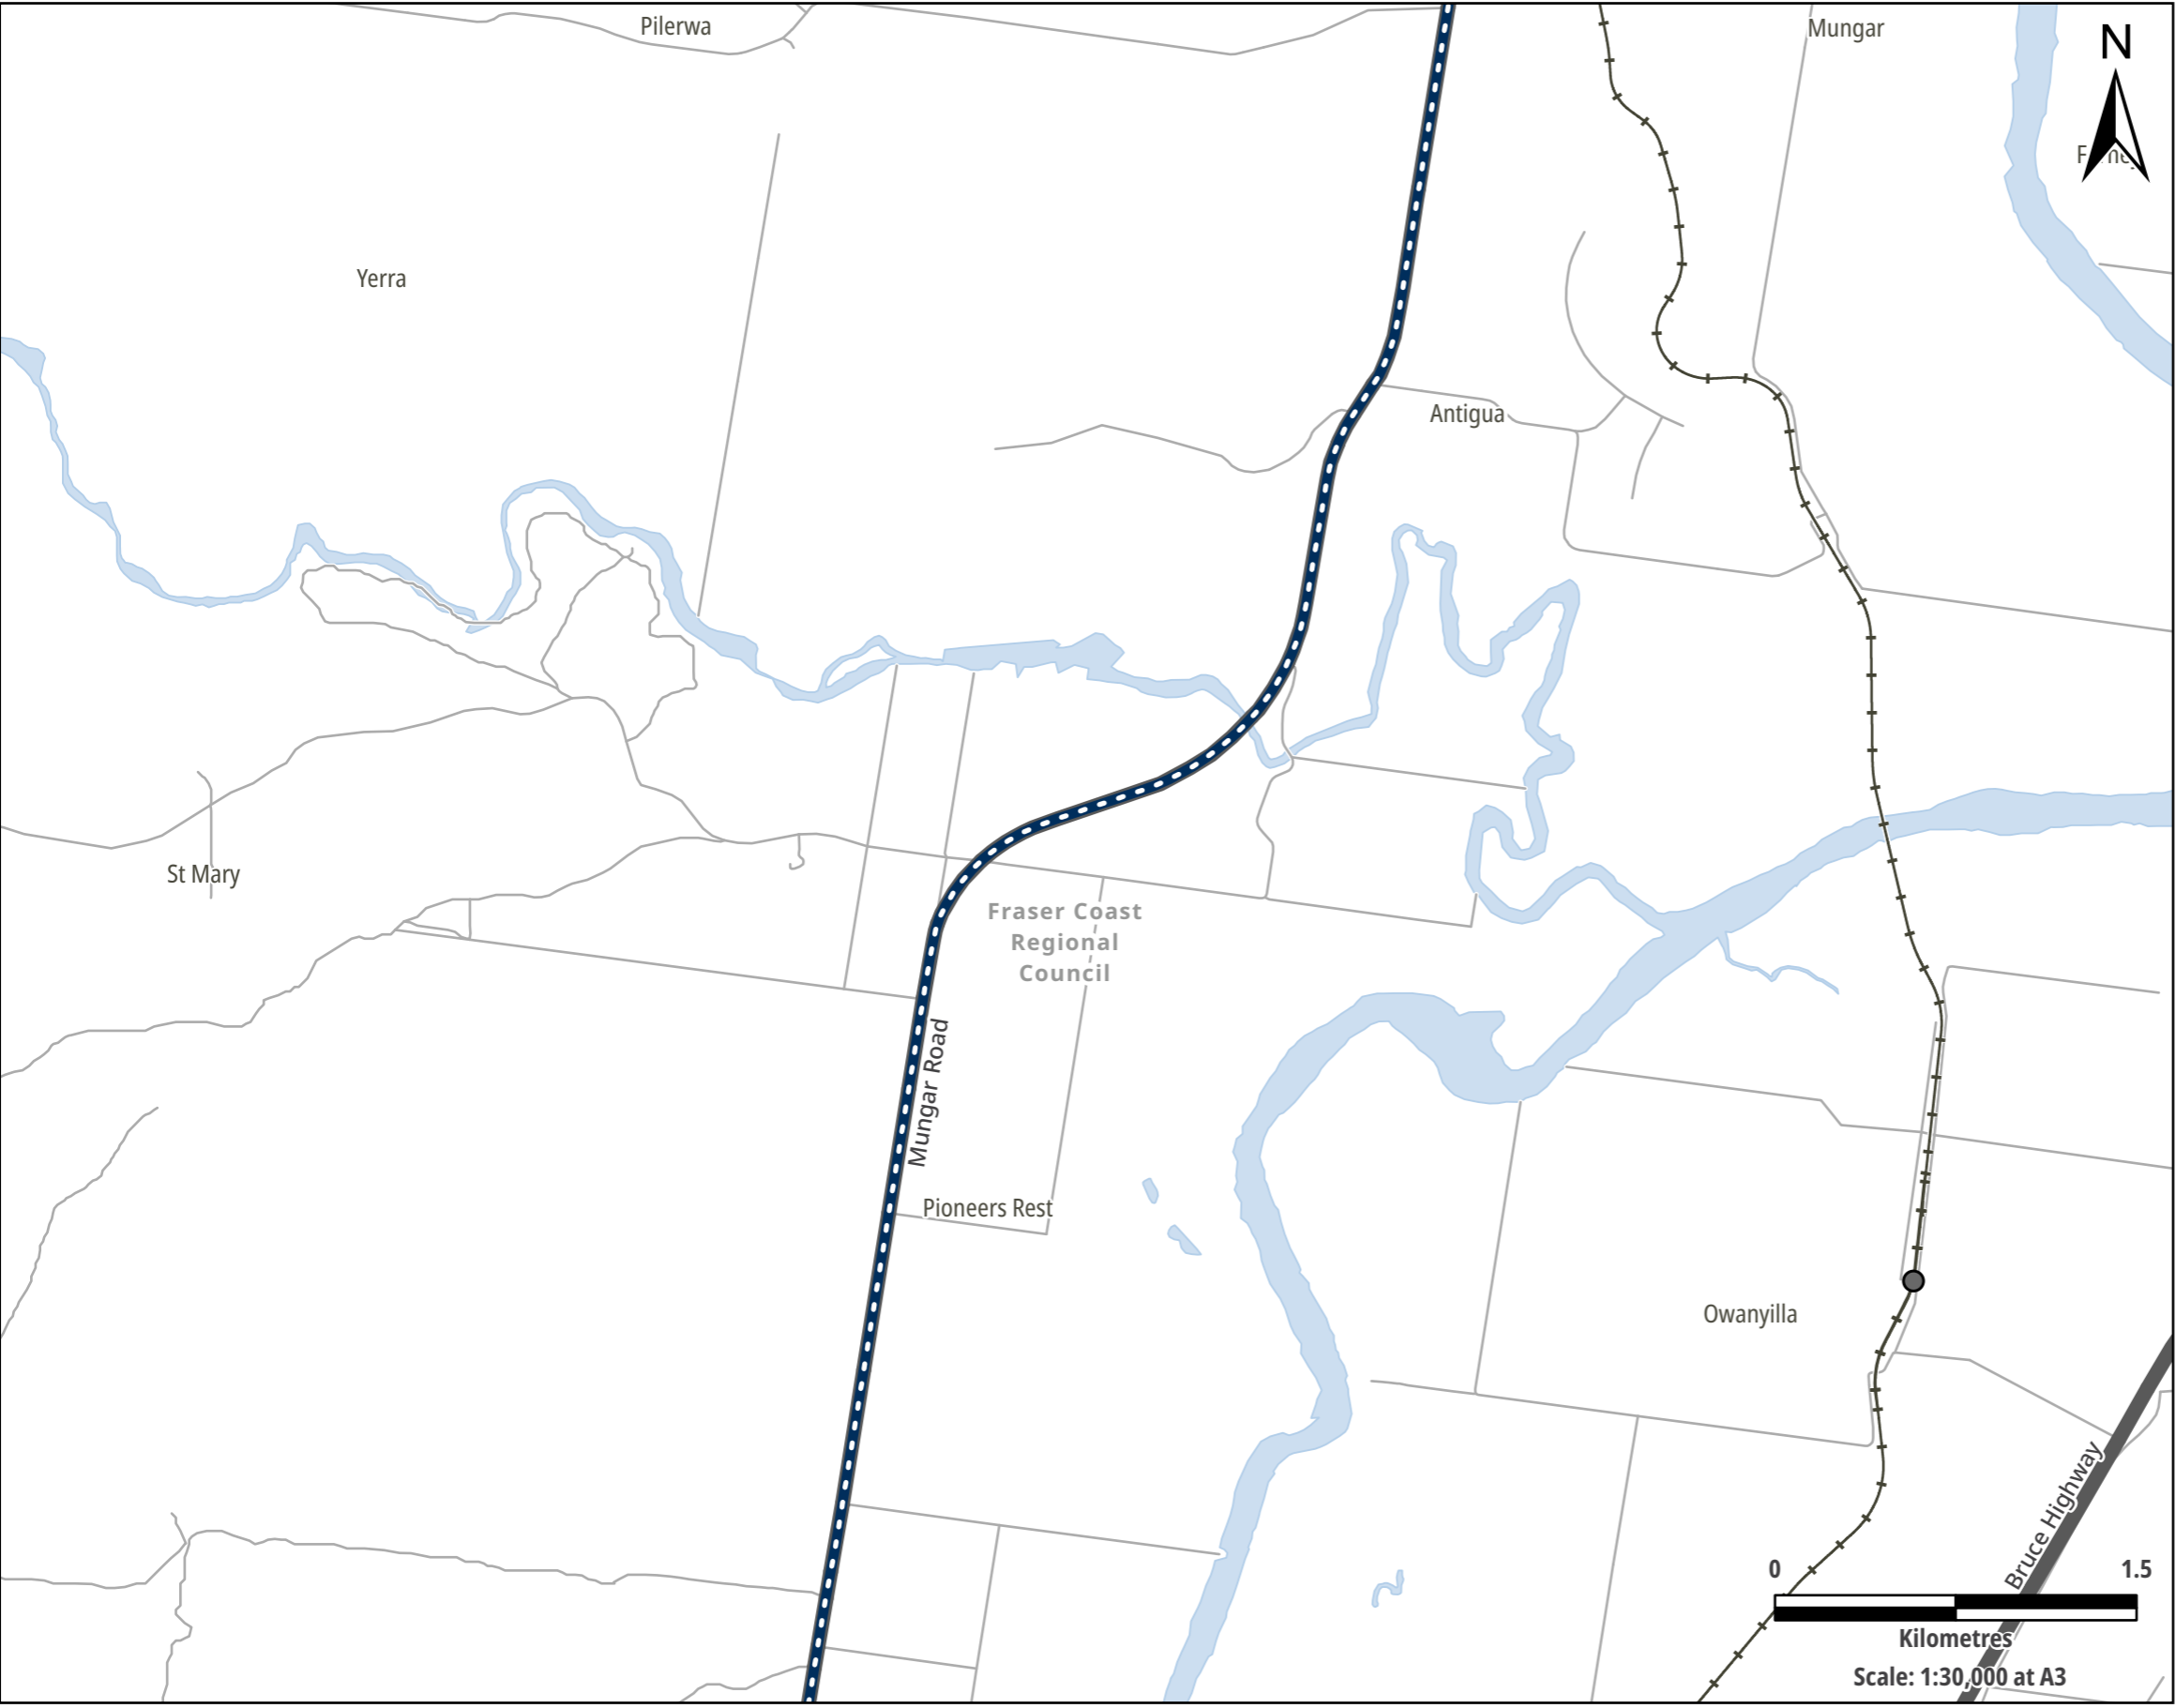 Pilerwa
Mungar
N
Yerra
Antigua
St Mary
Fraser Coast
Regional
Council
Mungar Road
Pioneers Rest
Owanyilla
Bruce Highway
0 1.5
Kilometres
Scale: 1:30,000 at A3